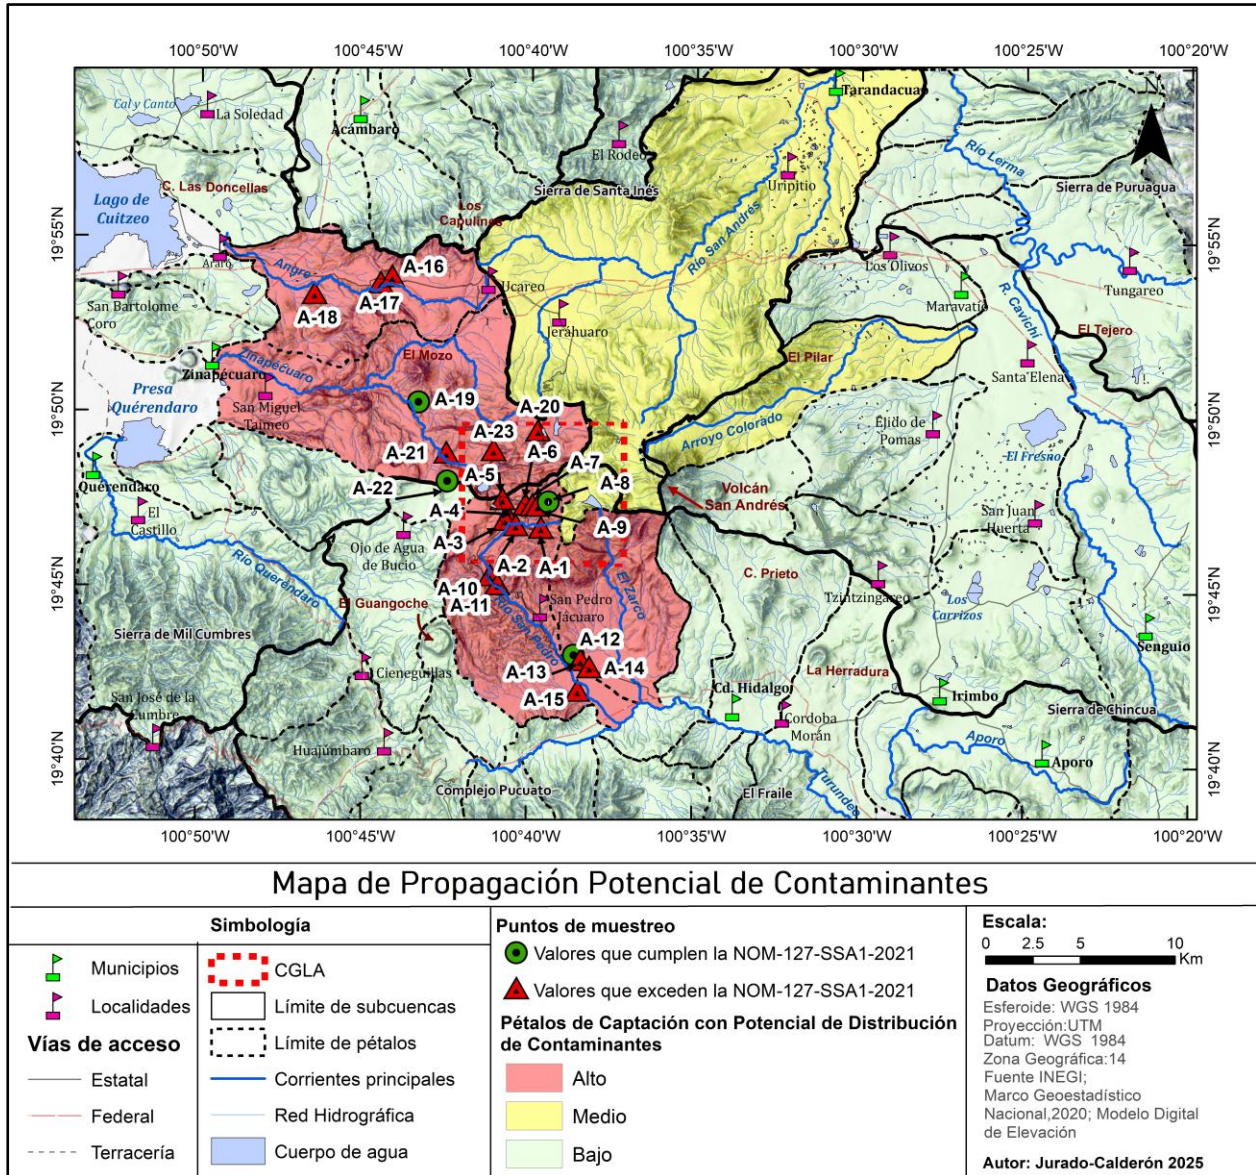 100°50'W 100°45'W 100°40'W 100°35'W 100°30'W 100°25'W 100°20'W
Tarandacuao
Cal y Canto
La Soledad
Acámbaro
N
El Rodeo
Río Lerma
Uripitio
C. Las Doncellas
Sierra de Santa Inés
Sierra de Puruagua
Lago de
Cuitzeo
Los
Capulines
Río San Andrés
19°55'N
19°55'N
Araró
Angre
A-16
Los Olivos
San Bartolome
Coro
A-17
A-18
Ucareo
Maravatío
R. Cavichi
Tungareo
Jeráhuaro
El Tejero
El Mozo
El Pilar
Zinapécuaro
Zinapécuaro
Santa Elena
Presa
Quérendaro
San Miguel
Taimeo
A-19
A-20
19°50'N
19°50'N
A-23
A-6
Arroyo Colorado
Ejido de
Pomas
A-21
A-5
A-7
El Fresno
Quérendaro
A-22
A-8
Volcán
San Andrés
El
Castillo
A-4
San Juan
Huerta
Ojo de Agua
de Bucio
A-9
A-3
Río Queréndaro
A-2
A-1
C. Prieto
19°45'N
19°45'N
A-10
Tzintzingareo
A-11
San Pedro
Jácuaro
El Zarco
Los
Carrizos
El Guangoche
Río San Pedro
Sierra de Mil Cumbres
A-12
Senguio
Cieneguillas
A-13
A-14
La Herradura
San José de la
Cumbre
A-15
Cd. Hidalgo
Irimbo
Sierra de Chincua
Cordoba
Morán
Huajúmbaro
Aporo
19°40'N
19°40'N
Aporo
Complejo Pucuato
El Fraile
Turundeo
100°50'W 100°45'W 100°40'W 100°35'W 100°30'W 100°25'W 100°20'W
Mapa de Propagación Potencial de Contaminantes
Simbología
Municipios
Localidades
Vías de acceso
Estatal
Federal
Terracería
CGLA
Límite de subcuencas
Límite de pétalos
Corrientes principales
Red Hidrográfica
Cuerpo de agua
Puntos de muestreo
Valores que cumplen la NOM-127-SSA1-2021
Valores que exceden la NOM-127-SSA1-2021
Pétalos de Captación con Potencial de Distribución
de Contaminantes
Alto
Medio
Bajo
Escala:
0 2.5 5 10
Km
Datos Geográficos
Esferoide: WGS 1984
Proyección:UTM
Datum: WGS 1984
Zona Geográfica:14
Fuente INEGI;
Marco Geoestadístico
Nacional,2020; Modelo Digital
de Elevación
Autor: Jurado-Calderón 2025